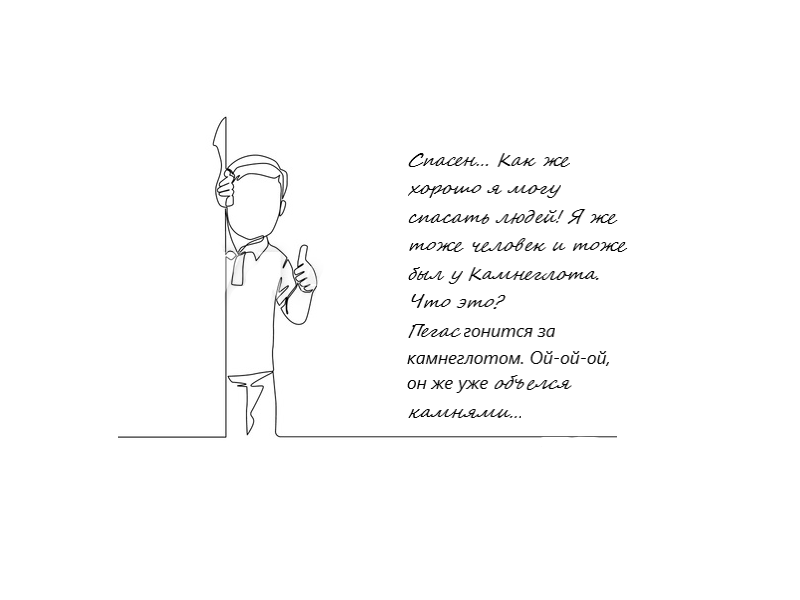 Спасен... Как же
хорошо я могу
спасать людей! Я же
тоже человек и тоже
был у Камнеглота.
Что это?
Пегас гонится за
камнеглотом. Ой-ой-ой,
он же уже объелся
камнями...